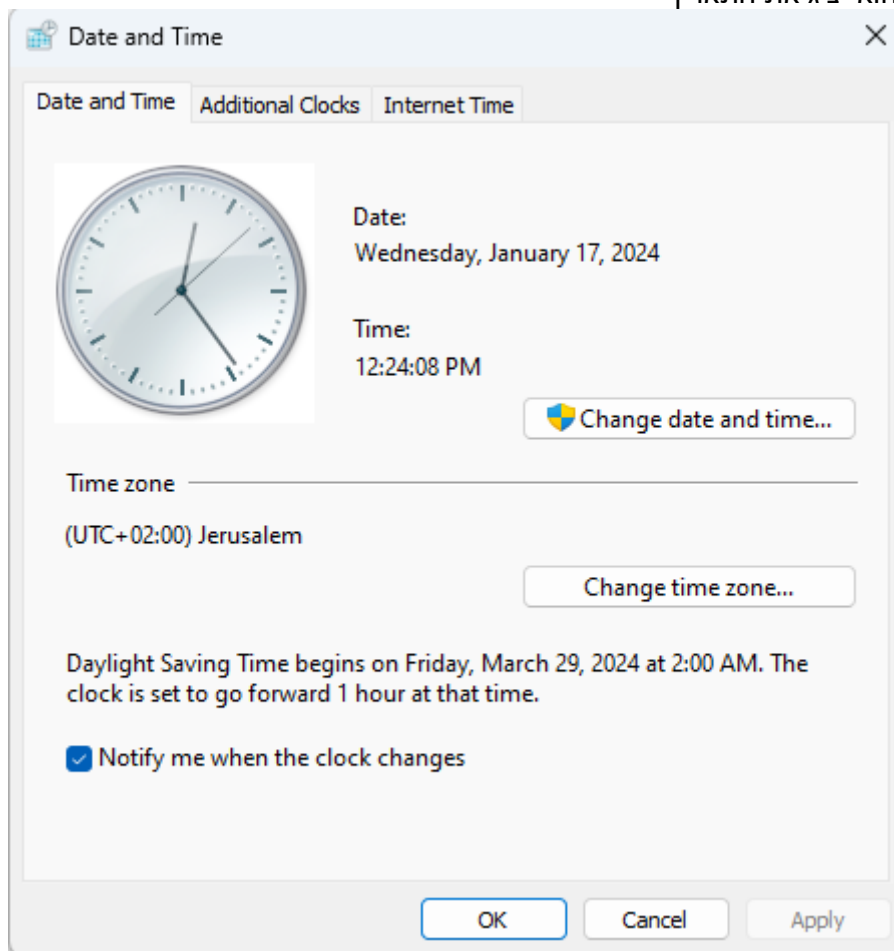 Date and Time
Date and Time
Additional Clocks
Internet Time
Date:
Wednesday, January 17, 2024
Time:
12:24:08 PM
Change date and time...
Time zone
(UTC+02:00) Jerusalem
Change time zone...
Daylight Saving Time begins on Friday, March 29, 2024 at 2:00 AM. The
clock is set to go forward 1 hour at that time.
Notify me when the clock changes
OK
Cancel
Apply